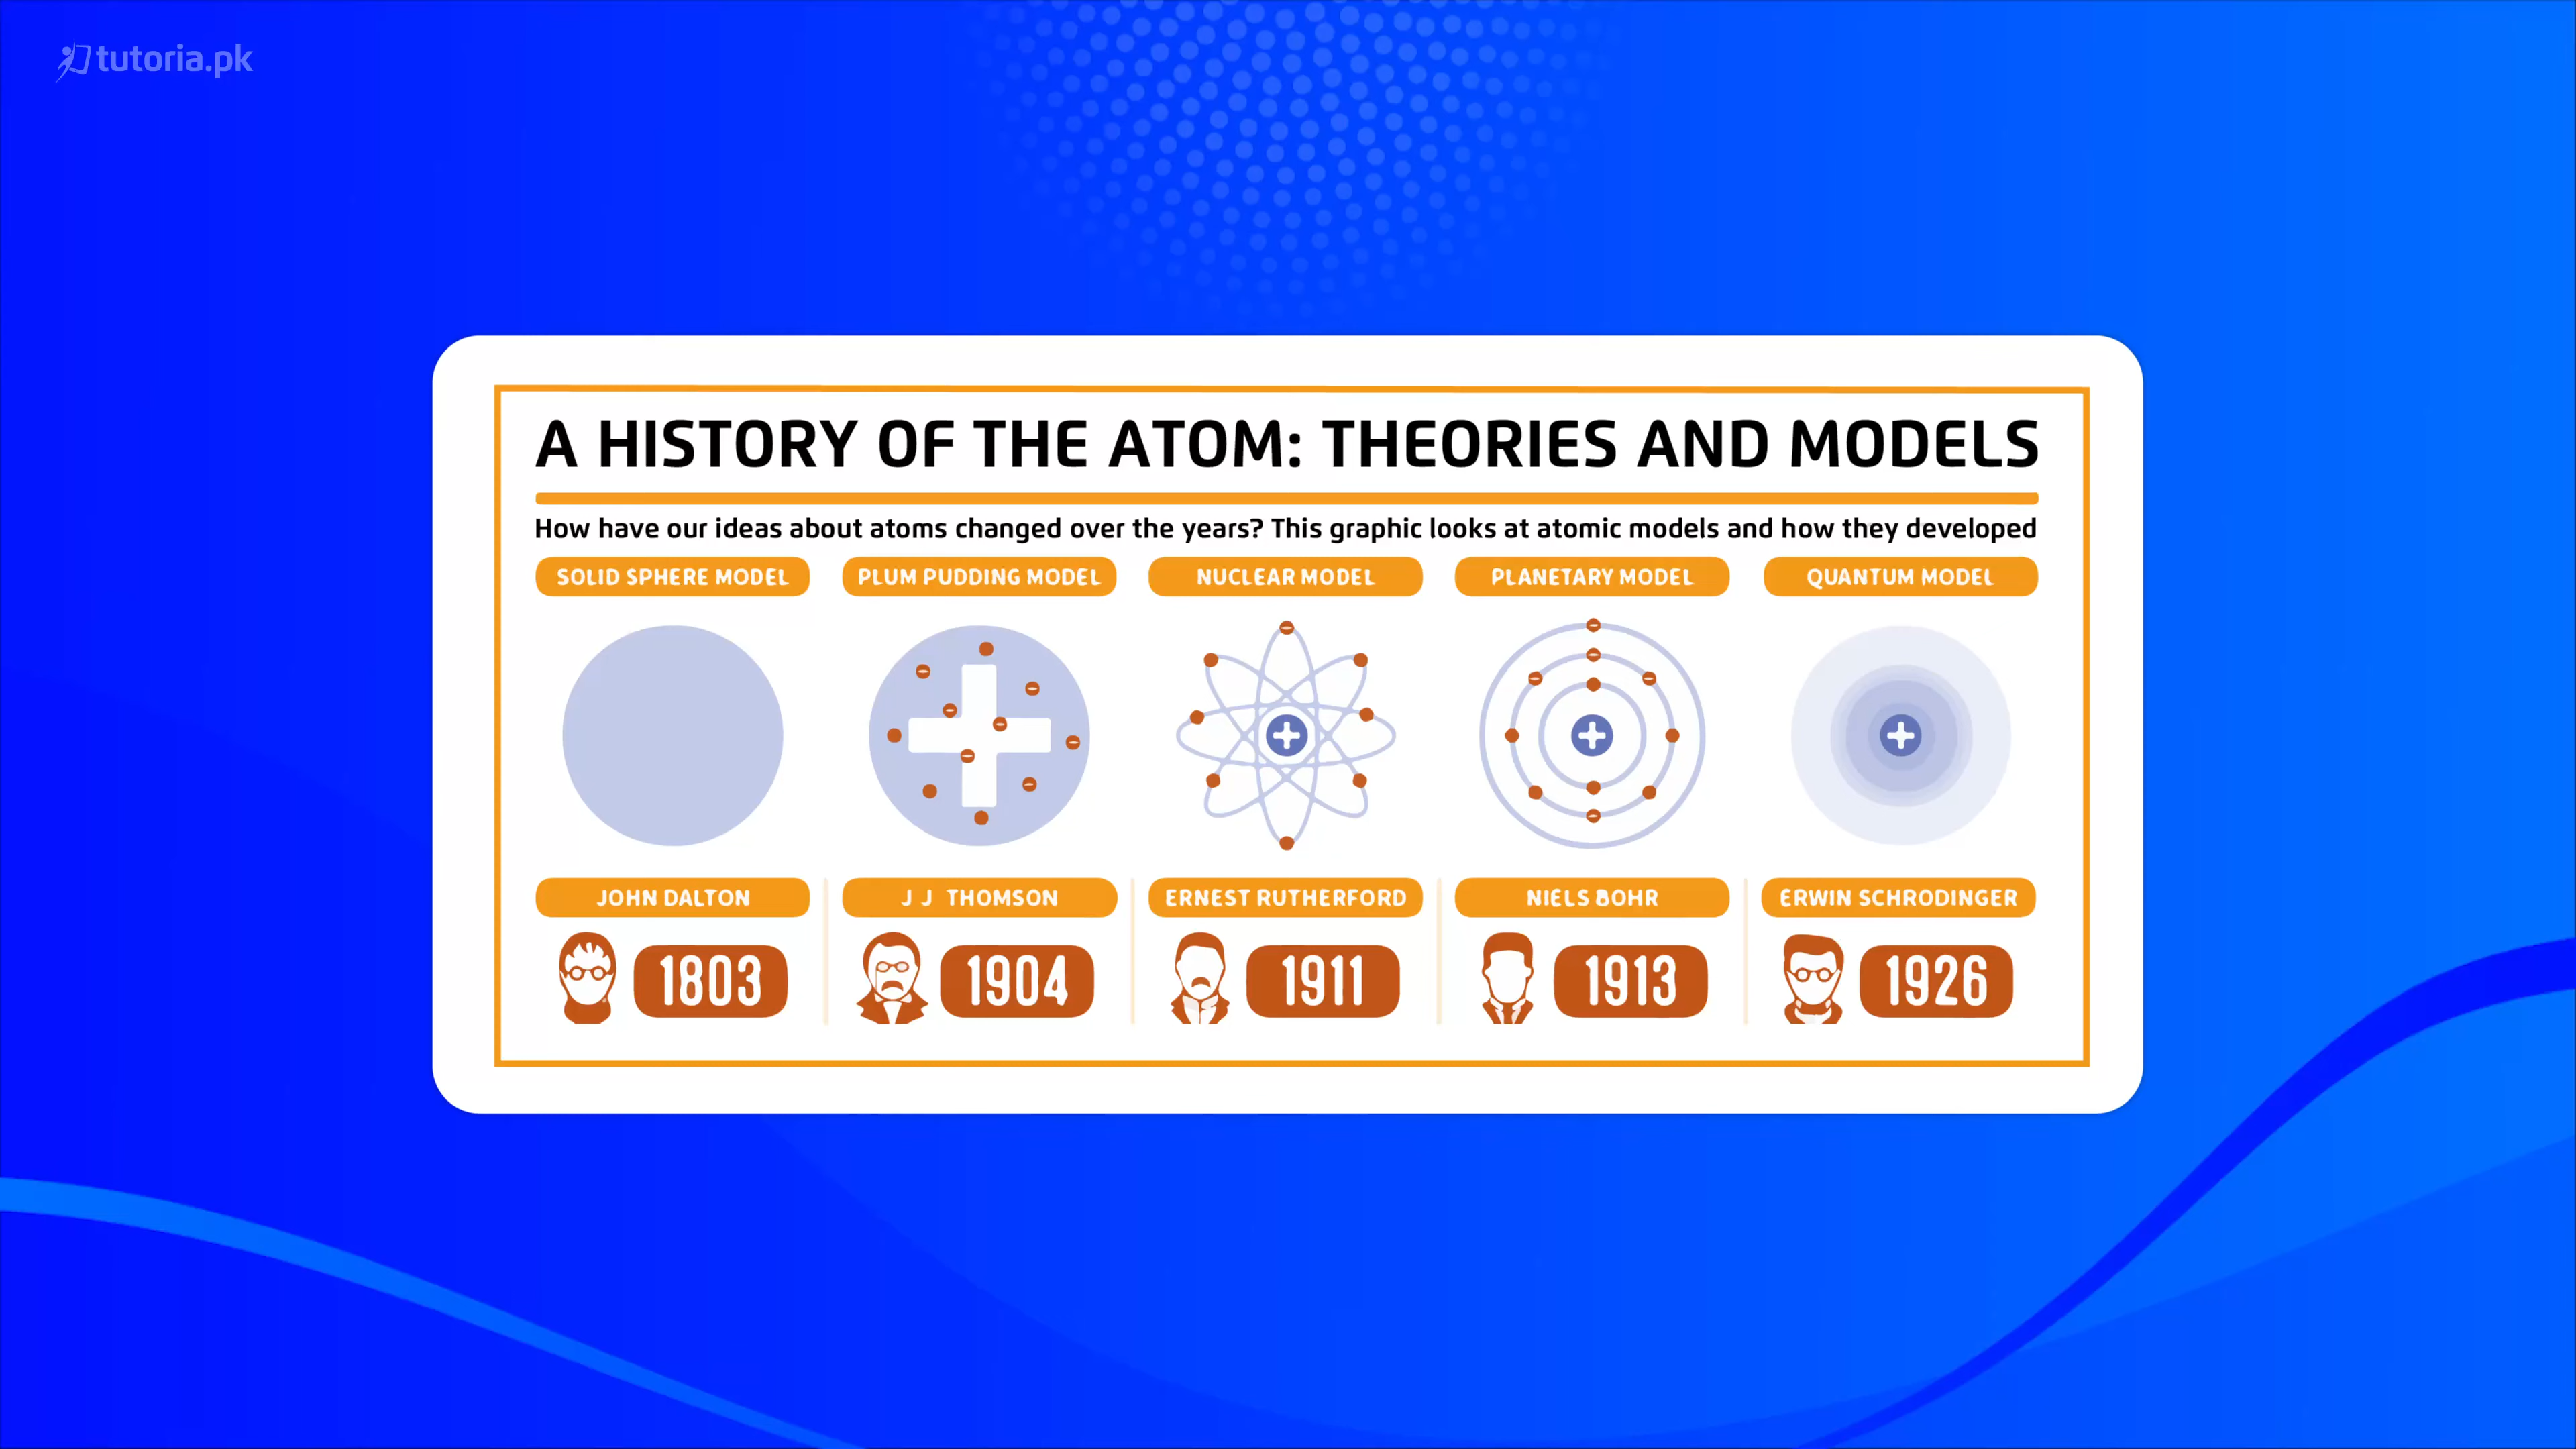 tutoria.pk
A HISTORY OF THE ATOM: THEORIES AND MODELS
How have our ideas about atoms changed over the years? This graphic looks at atomic models and how they developed
SOLID SPHERE MODEL
PLUM PUDDING MODEL
NUCLEAR MODEL
PLANETARY MODEL
QUANTUM MODEL
JOHN DALTON
J J THOMSON
ERNEST RUTHERFORD
NIELS BOHR
ERWIN SCHRODINGER
1803
1904
1911
1913
1926